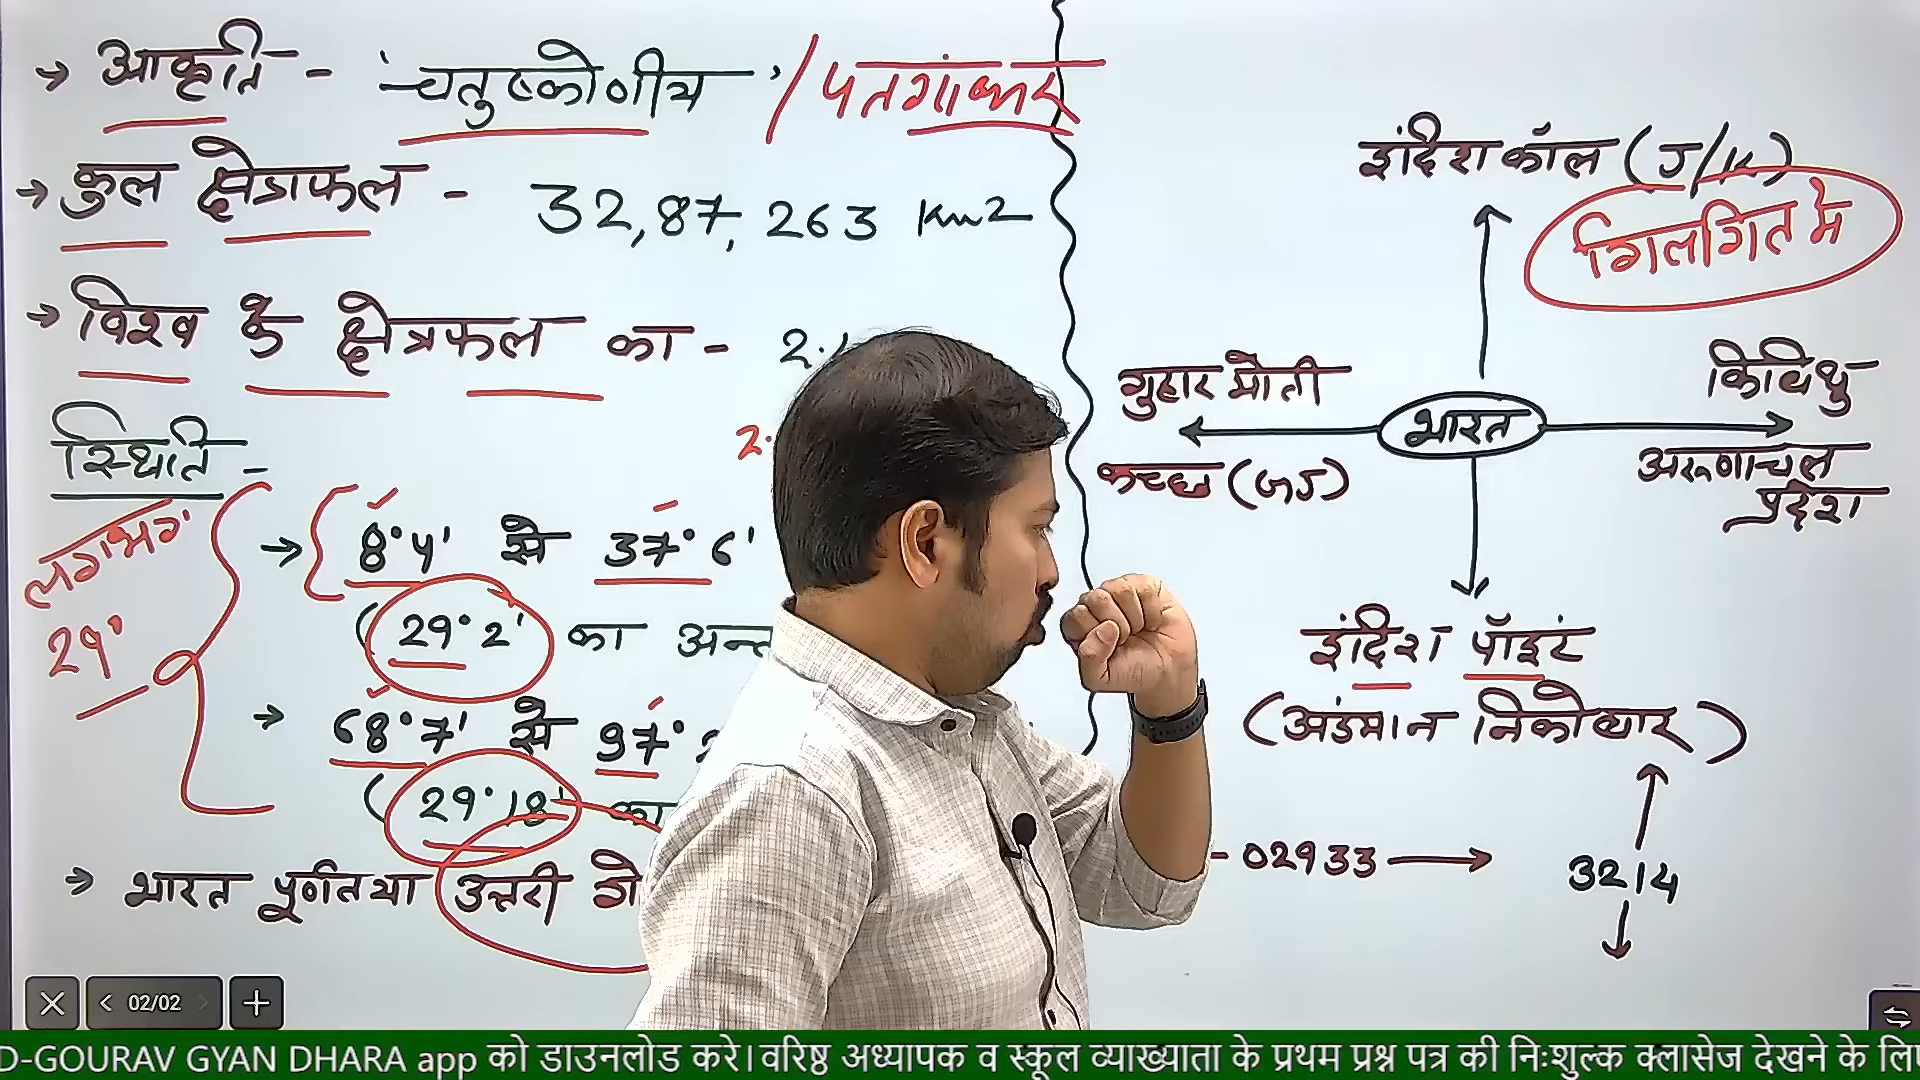 → आकृति - 'चतुष्कोणीय' / पतगांकार
→ कुल क्षेत्रफल - 32,87,263 Km2
→ विश्व के क्षेत्रफल का - 2.
2.
स्थिति -
लगभग 29°
→ 8°4' से 37°6'
(29°2' का अन्त
→ 68°7' से 97°
(29°18' का
→ भारत पूर्णतया उत्तरी गो
इंदिरा कॉल (J/K)
गिलगित में
गुहार मोती
कच्छ (GJ)
भारत
किविथु
अरूणाचल
प्रदेश
इंदिरा पॉइंट
(अंडमान निकोबार)
- 02933 → 3214
02/02
D-GOURAV GYAN DHARA app को डाउनलोड करे। वरिष्ठ अध्यापक व स्कूल व्याख्याता के प्रथम प्रश्न पत्र की निःशुल्क क्लासेज देखने के लिए